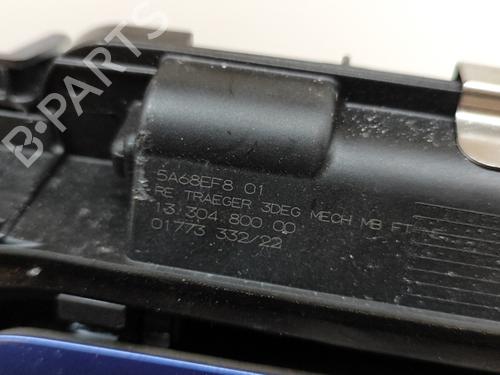 B-PARTS
5A68EF8 01
RE TRAEGER 3DEG MECH MB FT
13.304.800 00
01773 332/22